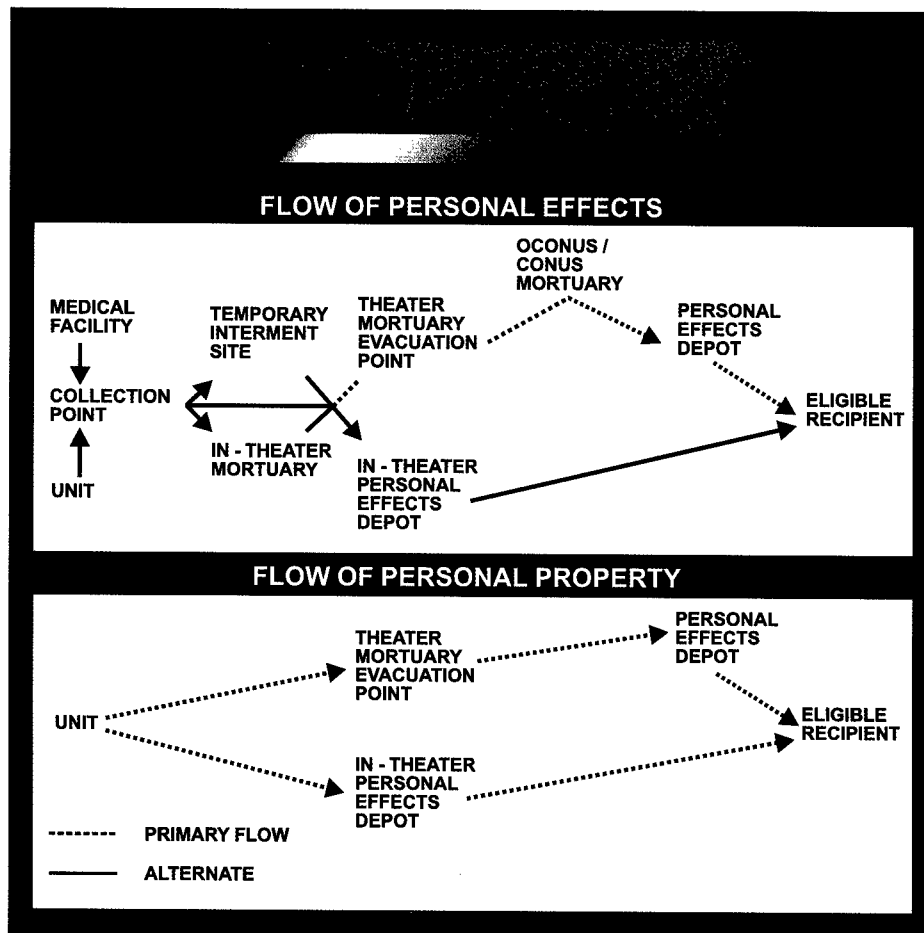 FLOW OF PERSONAL EFFECTS
MEDICAL
FACILITY
COLLECTION
POINT
UNIT
TEMPORARY
INTERMENT
SITE
IN - THEATER
MORTUARY
THEATER
MORTUARY
EVACUATION
POINT
IN - THEATER
PERSONAL
EFFECTS
DEPOT
OCONUS /
CONUS
MORTUARY
PERSONAL
EFFECTS
DEPOT
ELIGIBLE
RECIPIENT
FLOW OF PERSONAL PROPERTY
UNIT
THEATER
MORTUARY
EVACUATION
POINT
IN - THEATER
PERSONAL
EFFECTS
DEPOT
PERSONAL
EFFECTS
DEPOT
ELIGIBLE
RECIPIENT
PRIMARY FLOW
ALTERNATE